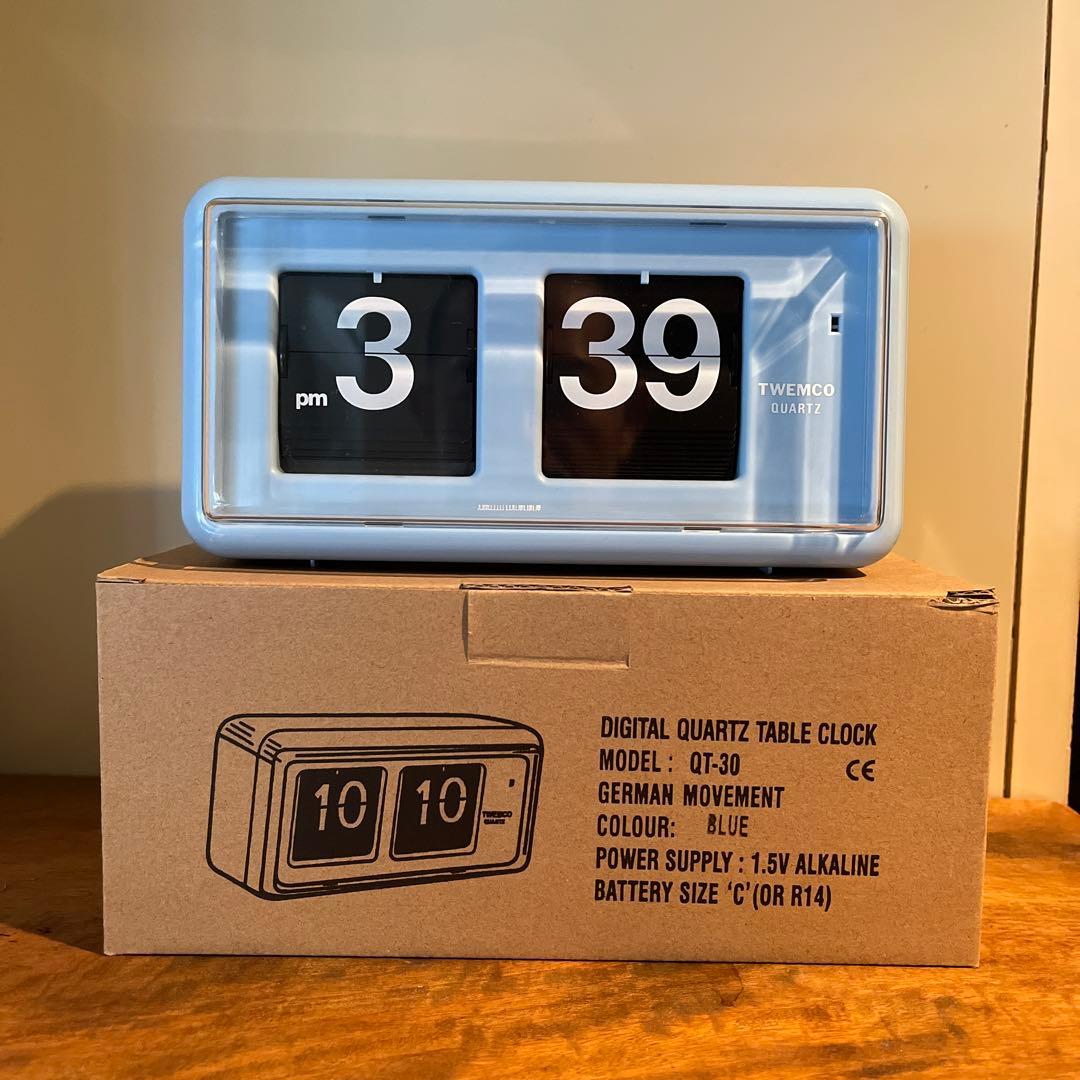 3
pm
39
TWEMCO
QUARTZ
DIGITAL QUARTZ TABLE CLOCK
MODEL : QT-30 CE
GERMAN MOVEMENT
COLOUR: BLUE
POWER SUPPLY : 1.5V ALKALINE
BATTERY SIZE 'C' (OR R14)
10 10
TWEMCO
QUARTZ